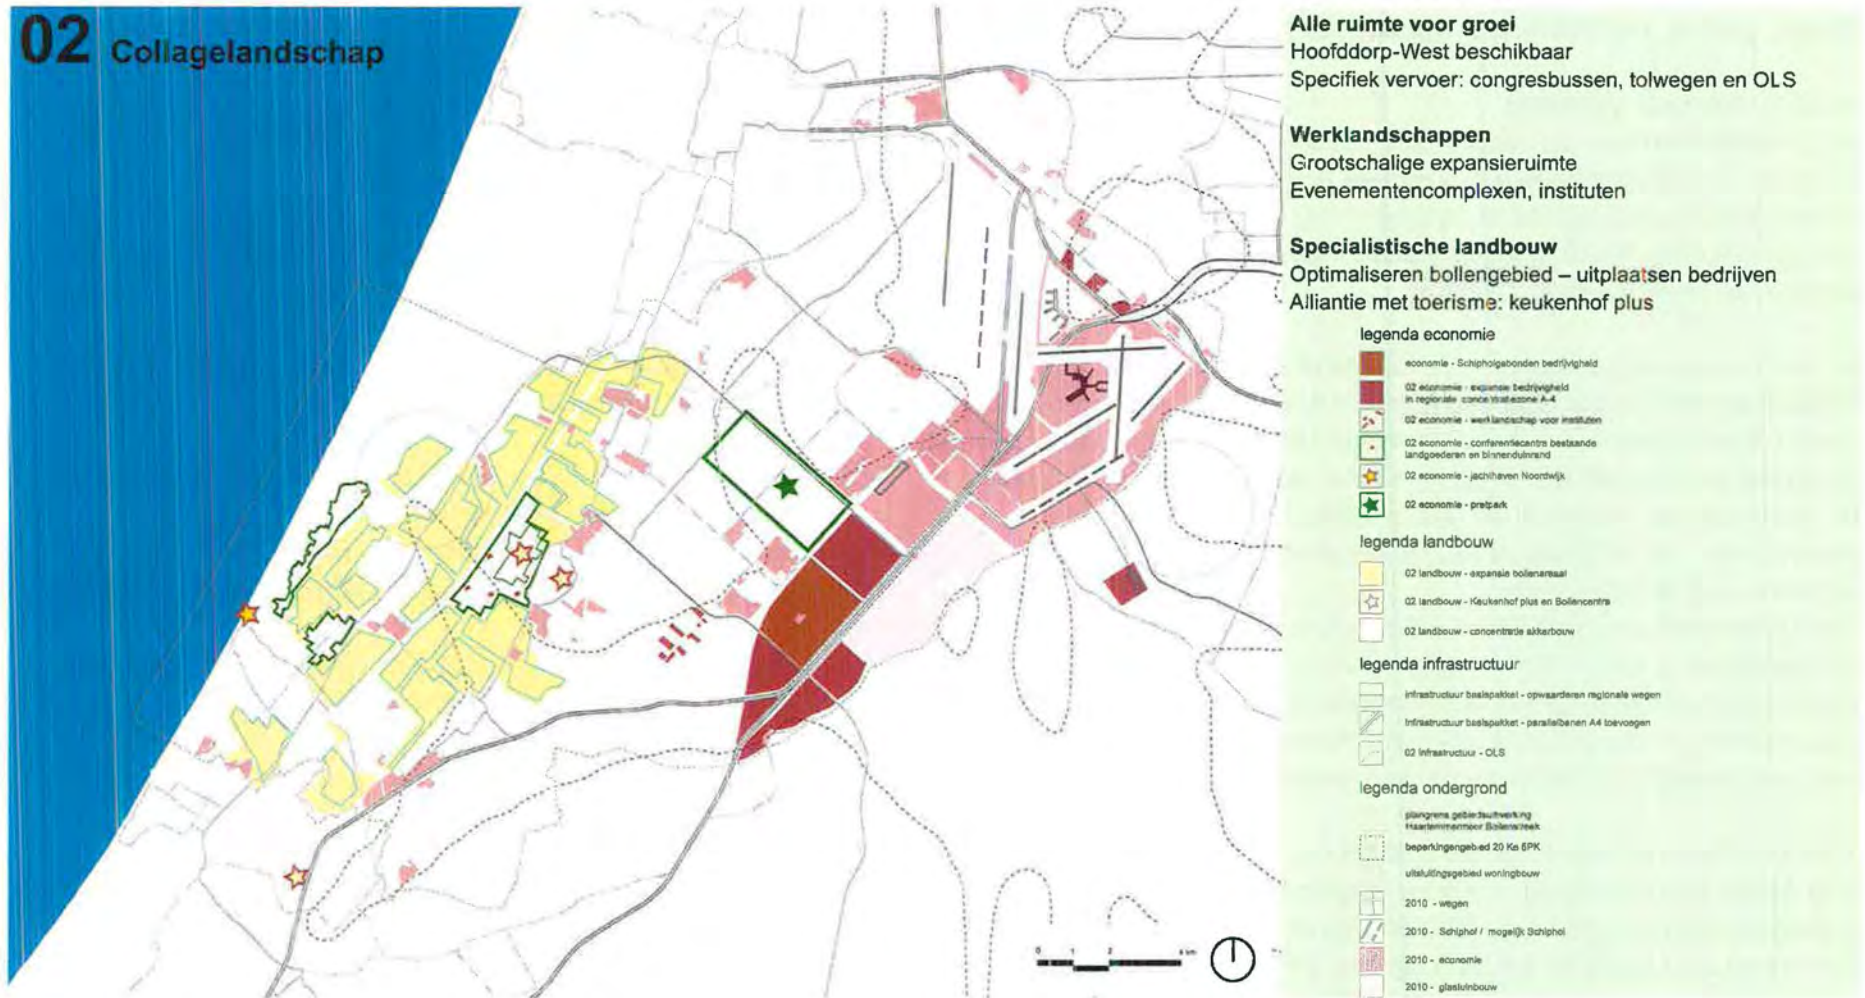 02 Collagelandschap
Alle ruimte voor groei
Hoofddorp-West beschikbaar
Specifiek vervoer: congresbussen, tolwegen en OLS
Werklandschappen
Grootschalige expansieruimte
Evenementencomplexen, instituten
Specialistische landbouw
Optimaliseren bollengebied – uitplaatsen bedrijven
Alliantie met toerisme: keukenhof plus
legenda economie
economie - Schipholgebonden bedrijvigheid
02 economie - expansie bedrijvigheid
in regionale concentratiezone A-4
02 economie - werklandschap voor instituten
02 economie - conferentiecentra bestaande
landgoederen en binnenduinrand
02 economie - jachthaven Noordwijk
02 economie - pretpark
legenda landbouw
02 landbouw - expansie bollenareaal
02 landbouw - Keukenhof plus en Bollencentra
02 landbouw - concentratie akkerbouw
legenda infrastructuur
infrastructuur basispakket - opwaarderen regionale wegen
infrastructuur basispakket - parallelbanen A4 toevoegen
02 infrastructuur - OLS
legenda ondergrond
plangrens gebiedsuitwerking
Haarlemmermeer Bollenstreek
beperkingengebied 20 Ke
uitsluitingsgebied woningbouw
2010 - wegen
2010 - Schiphol / mogelijk Schiphol
2010 - economie
2010 - glastuinbouw
0 1 2 4 km